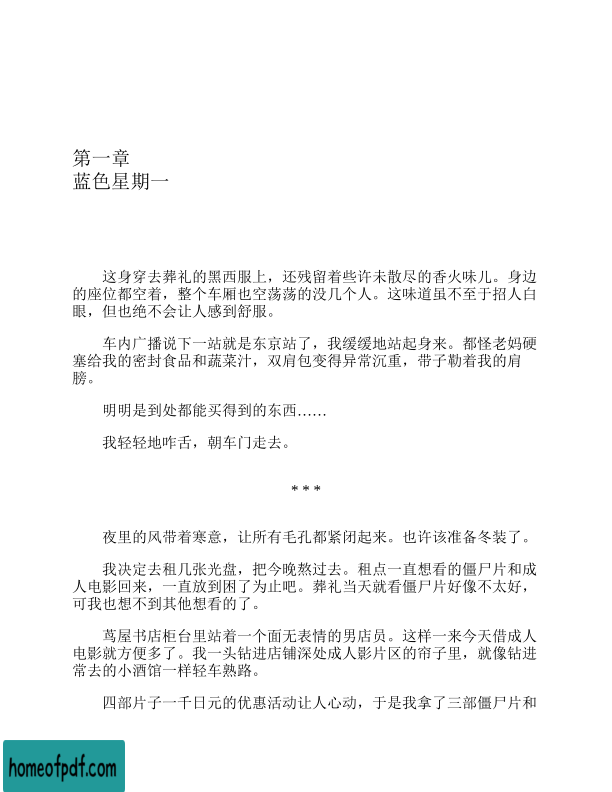 第一章
蓝色星期一
这身穿去葬礼的黑西服上，还残留着些许未散尽的香火味儿。身边
的座位都空着，整个车厢也空荡荡的没几个人。这味道虽不至于招人白
眼，但也绝不会让人感到舒服。
车内广播说下一站就是东京站了，我缓缓地站起身来。都怪老妈硬
塞给我的密封食品和蔬菜汁，双肩包变得异常沉重，带子勒着我的肩
膀。
明明是到处都能买得到的东西……
我轻轻地咋舌，朝车门走去。
* * *
夜里的风带着寒意，让所有毛孔都紧闭起来。也许该准备冬装了。
我决定去租几张光盘，把今晚熬过去。租点一直想看的僵尸片和成
人电影回来，一直放到困了为止吧。葬礼当天就看僵尸片好像不太好，
可我也想不到其他想看的了。
茑屋书店柜台里站着一个面无表情的男店员。这样一来今天借成人
电影就方便多了。我一头钻进店铺深处成人影片区的帘子里，就像钻进
常去的小酒馆一样轻车熟路。
四部片子一千日元的优惠活动让人心动，于是我拿了三部僵尸片和
homeofpdf.com